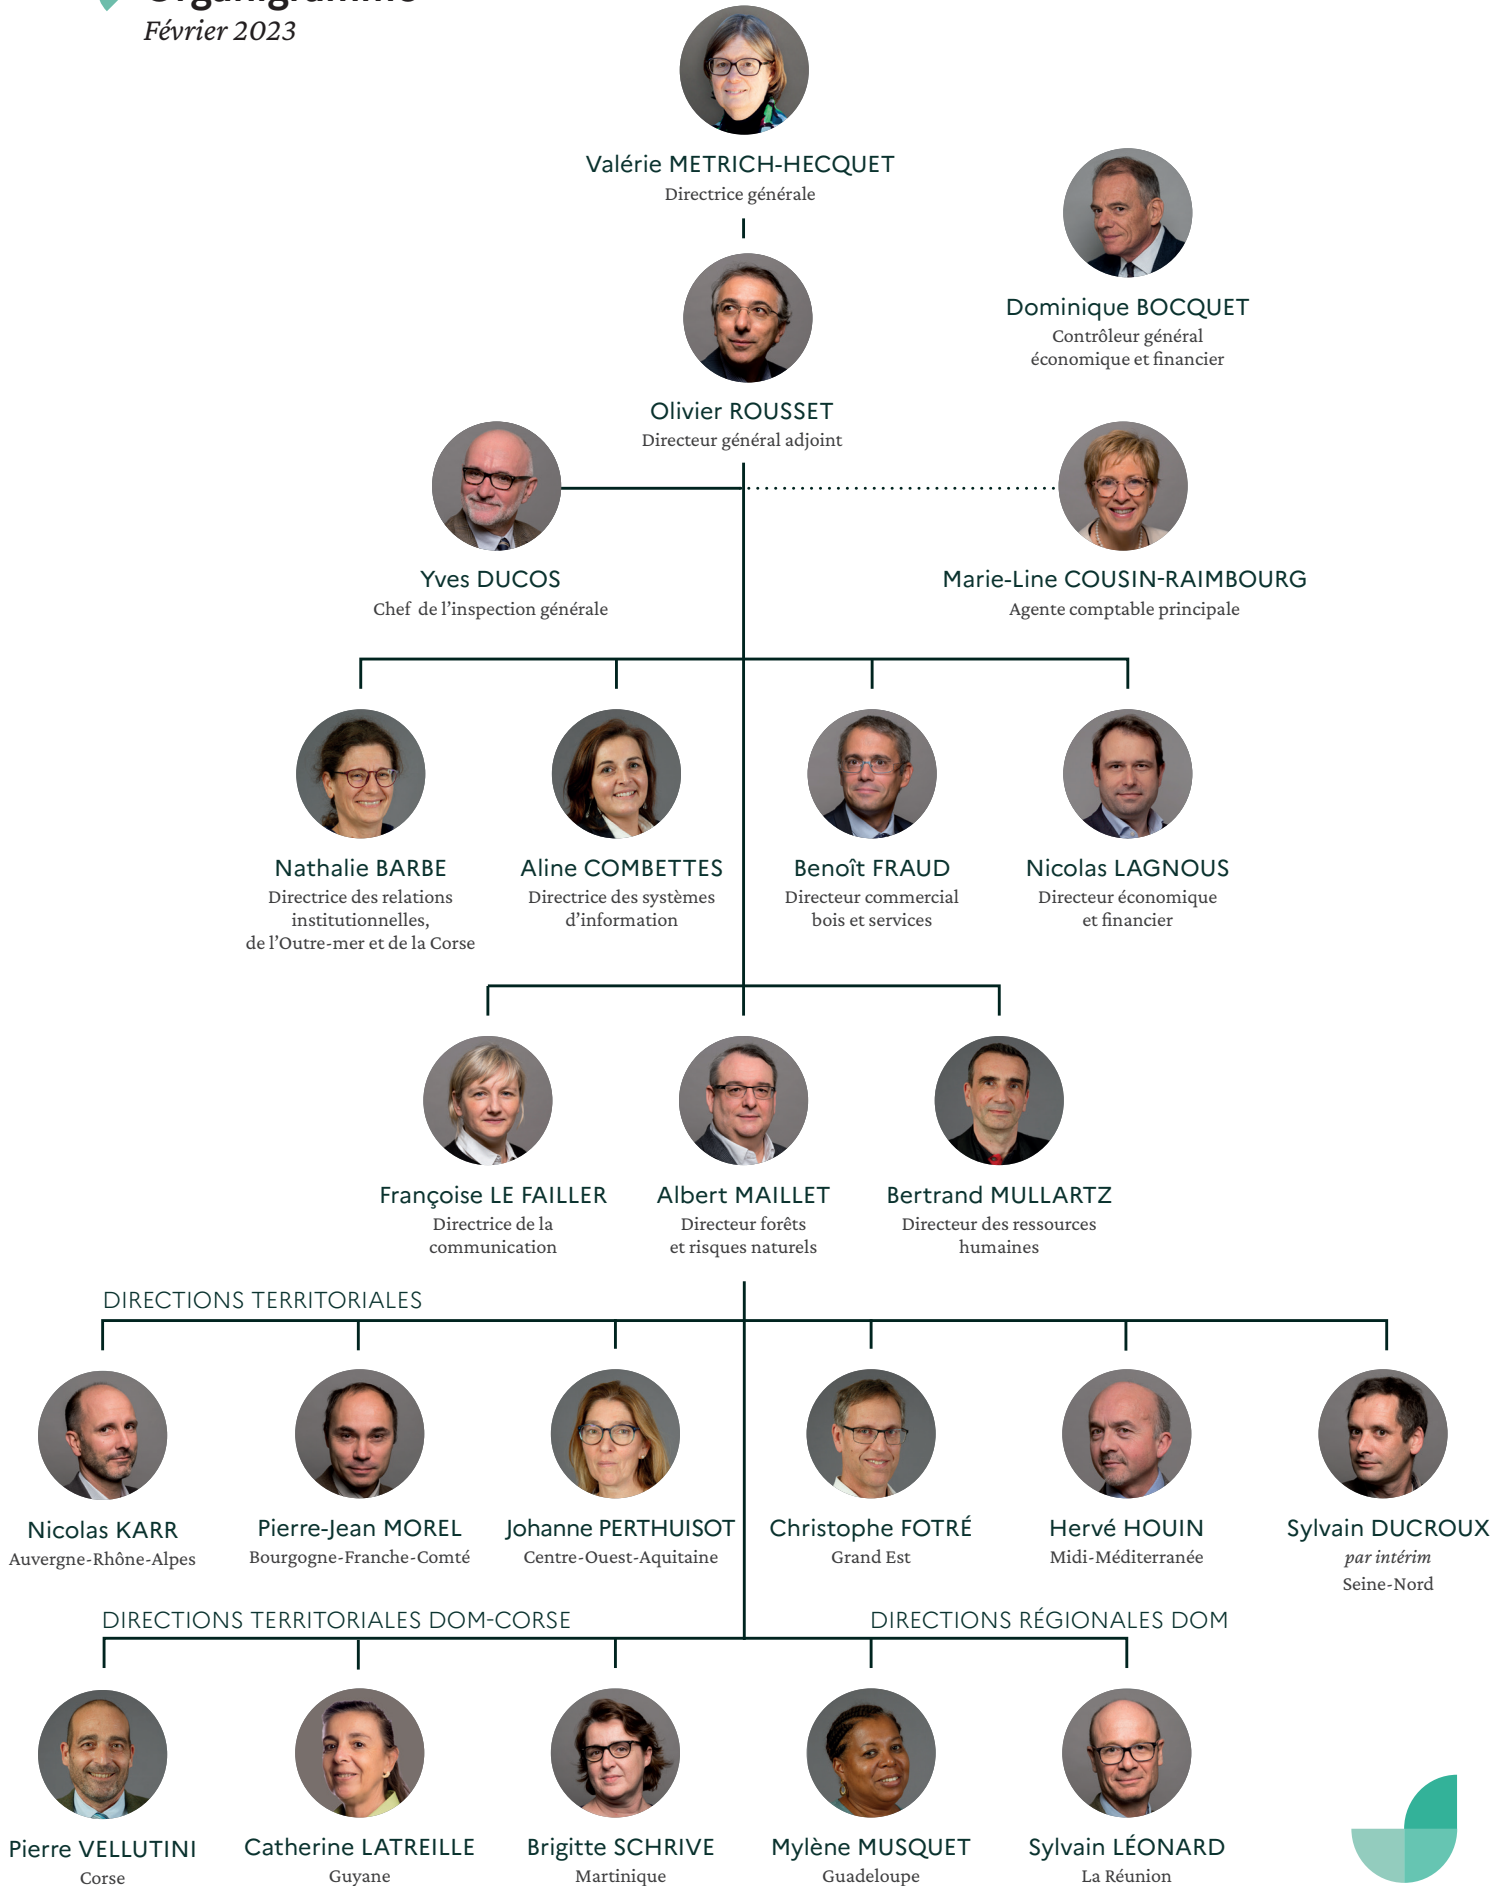 Organigramme
Février 2023
Valérie METRICH-HECQUET
Directrice générale
Dominique BOCQUET
Contrôleur général
économique et financier
Olivier ROUSSET
Directeur général adjoint
Yves DUCOS
Chef de l’inspection générale
Marie-Line COUSIN-RAIMBOURG
Agente comptable principale
Nathalie BARBE
Directrice des relations
institutionnelles,
de l’Outre-mer et de la Corse
Aline COMBETTES
Directrice des systèmes
d’information
Benoît FRAUD
Directeur commercial
bois et services
Nicolas LAGNOUS
Directeur économique
et financier
Françoise LE FAILLER
Directrice de la
communication
Albert MAILLET
Directeur forêts
et risques naturels
Bertrand MULLARTZ
Directeur des ressources
humaines
DIRECTIONS TERRITORIALES
Nicolas KARR
Auvergne-Rhône-Alpes
Pierre-Jean MOREL
Bourgogne-Franche-Comté
Johanne PERTHUISOT
Centre-Ouest-Aquitaine
Christophe FOTRÉ
Grand Est
Hervé HOUIN
Midi-Méditerranée
Sylvain DUCROUX
par intérim
Seine-Nord
DIRECTIONS TERRITORIALES DOM-CORSE
DIRECTIONS RÉGIONALES DOM
Pierre VELLUTINI
Corse
Catherine LATREILLE
Guyane
Brigitte SCHRIVE
Martinique
Mylène MUSQUET
Guadeloupe
Sylvain LÉONARD
La Réunion